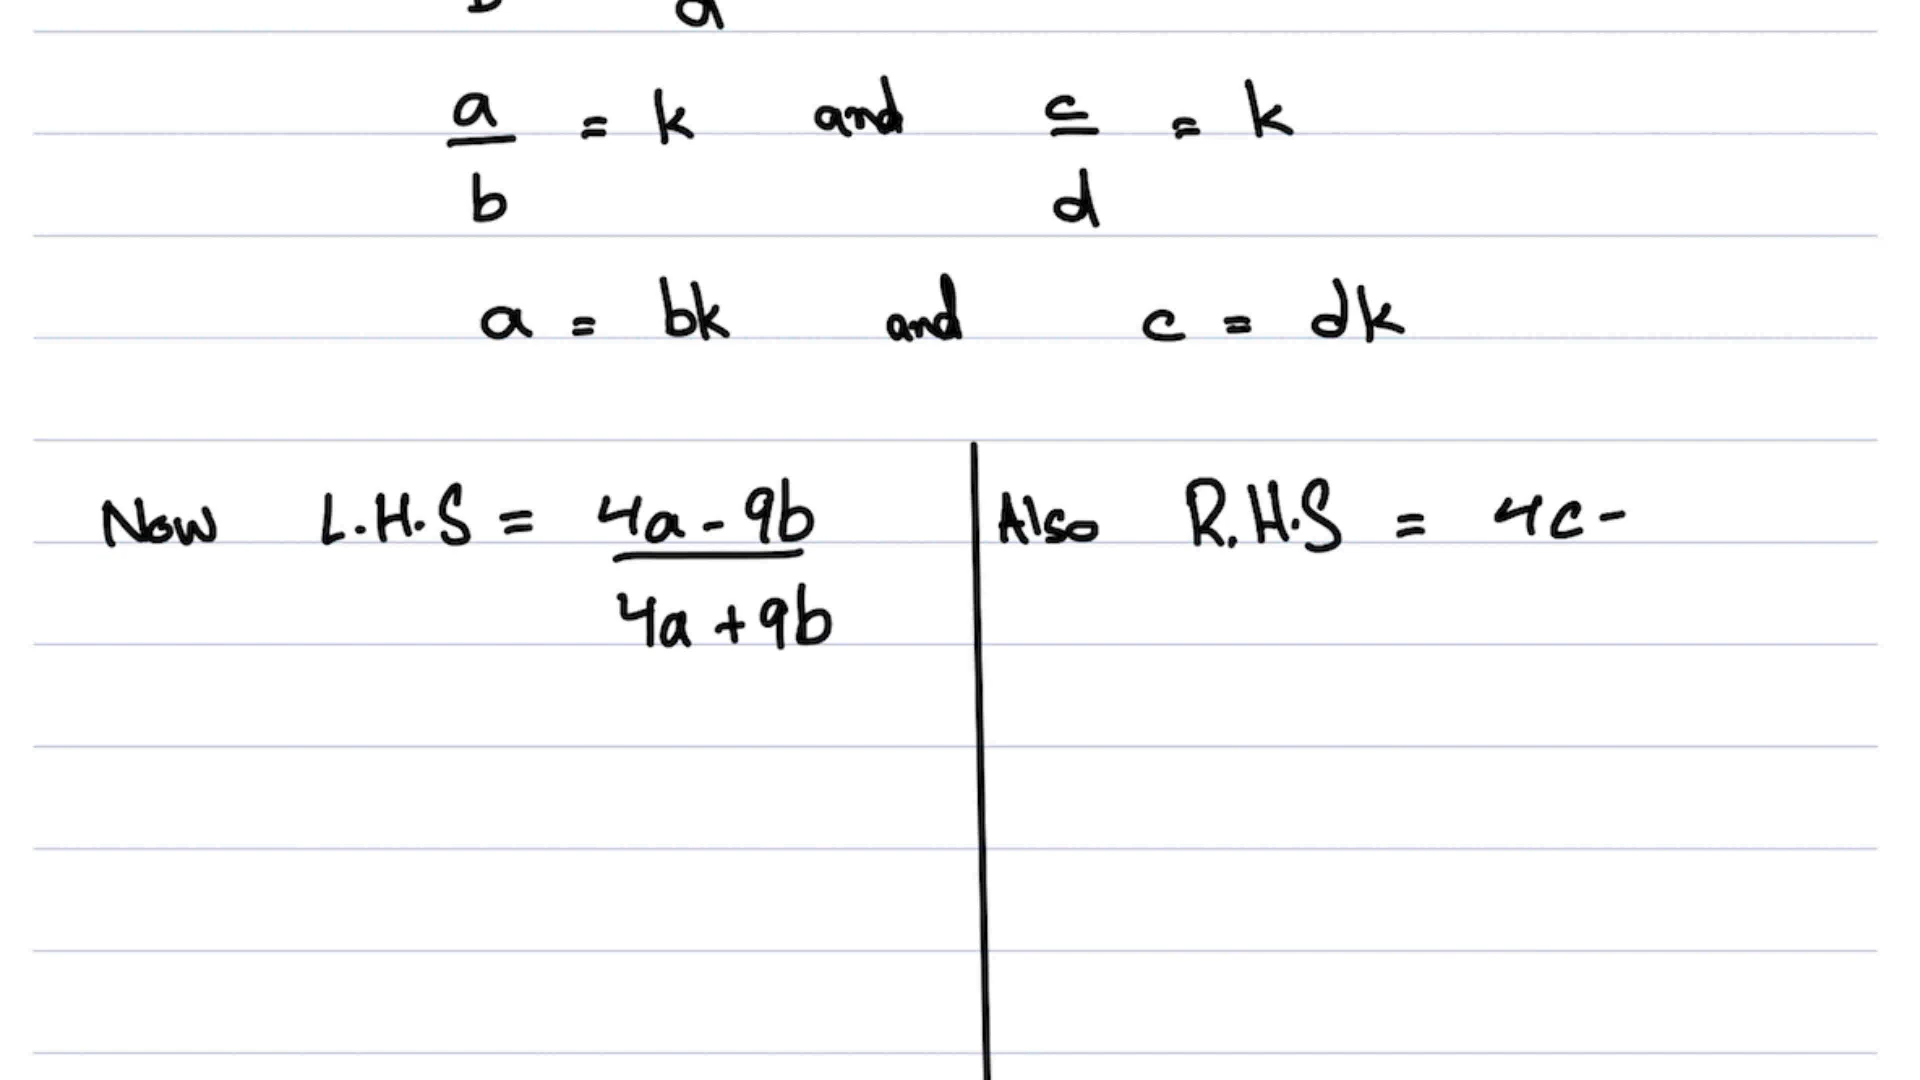 a/b = k and c/d = k
a = bk and c = dk
Now L.H.S = (4a - 9b)/(4a + 9b)
Also R.H.S = 4c -